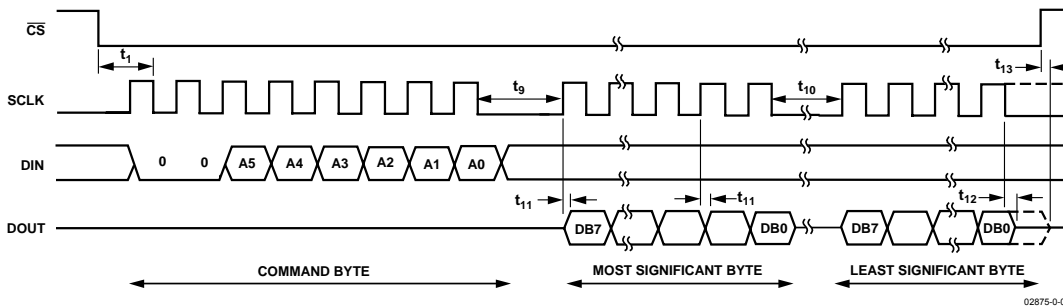 CS
t1
t13
SCLK
t9
t10
DIN
0 0 A5 A4 A3 A2 A1 A0
t11
t11
t12
DOUT
DB7 DB0 DB7 DB0
COMMAND BYTE MOST SIGNIFICANT BYTE LEAST SIGNIFICANT BYTE